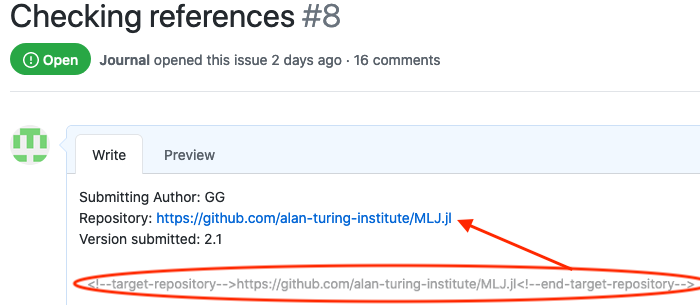 Checking references #8
Open Journal opened this issue 2 days ago · 16 comments
Write Preview
Submitting Author: GG
Repository: https://github.com/alan-turing-institute/MLJ.jl
Version submitted: 2.1
<!--target-repository-->https://github.com/alan-turing-institute/MLJ.jl<!--end-target-repository-->